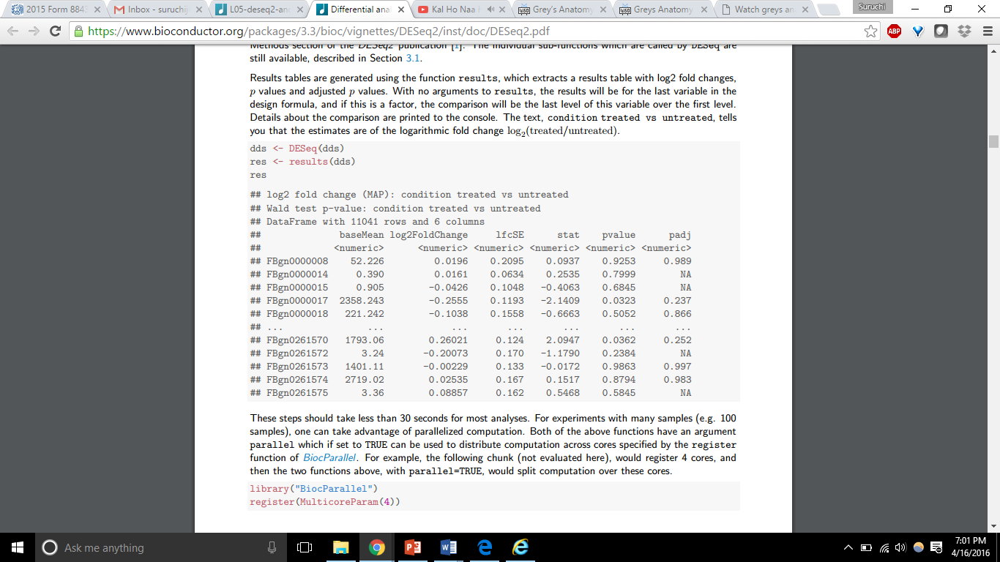 2015 Form 884
Inbox - suruchij
L05-deseq2-an
Differential ana
Kal Ho Naa
Grey's Anatomy
Greys Anatomy
Watch greys an
Suruchi
https://www.bioconductor.org/packages/3.3/bioc/vignettes/DESeq2/inst/doc/DESeq2.pdf
ABP
Methods section of the DESeq2 publication [1]. The individual sub-functions which are called by DESeq are
still available, described in Section 3.1.
Results tables are generated using the function results, which extracts a results table with log2 fold changes,
p values and adjusted p values. With no arguments to results, the results will be for the last variable in the
design formula, and if this is a factor, the comparison will be the last level of this variable over the first level.
Details about the comparison are printed to the console. The text, condition treated vs untreated, tells
you that the estimates are of the logarithmic fold change log2(treated/untreated).
dds <- DESeq(dds)
res <- results(dds)
res
## log2 fold change (MAP): condition treated vs untreated
## Wald test p-value: condition treated vs untreated
## DataFrame with 11041 rows and 6 columns
## baseMean log2FoldChange lfcSE stat pvalue padj
## <numeric> <numeric> <numeric> <numeric> <numeric> <numeric>
## FBgn0000008 52.226 0.0196 0.2095 0.0937 0.9253 0.989
## FBgn0000014 0.390 0.0161 0.0634 0.2535 0.7999 NA
## FBgn0000015 0.905 -0.0426 0.1048 -0.4063 0.6845 NA
## FBgn0000017 2358.243 -0.2555 0.1193 -2.1409 0.0323 0.237
## FBgn0000018 221.242 -0.1038 0.1558 -0.6663 0.5052 0.866
## ... ... ... ... ... ... ...
## FBgn0261570 1793.06 0.26021 0.124 2.0947 0.0362 0.252
## FBgn0261572 3.24 -0.20073 0.170 -1.1790 0.2384 NA
## FBgn0261573 1401.11 -0.00229 0.133 -0.0172 0.9863 0.997
## FBgn0261574 2719.02 0.02535 0.167 0.1517 0.8794 0.983
## FBgn0261575 3.36 0.08857 0.162 0.5468 0.5845 NA
These steps should take less than 30 seconds for most analyses. For experiments with many samples (e.g. 100
samples), one can take advantage of parallelized computation. Both of the above functions have an argument
parallel which if set to TRUE can be used to distribute computation across cores specified by the register
function of BiocParallel. For example, the following chunk (not evaluated here), would register 4 cores, and
then the two functions above, with parallel=TRUE, would split computation over these cores.
library("BiocParallel")
register(MulticoreParam(4))
Ask me anything
7:01 PM
4/16/2016